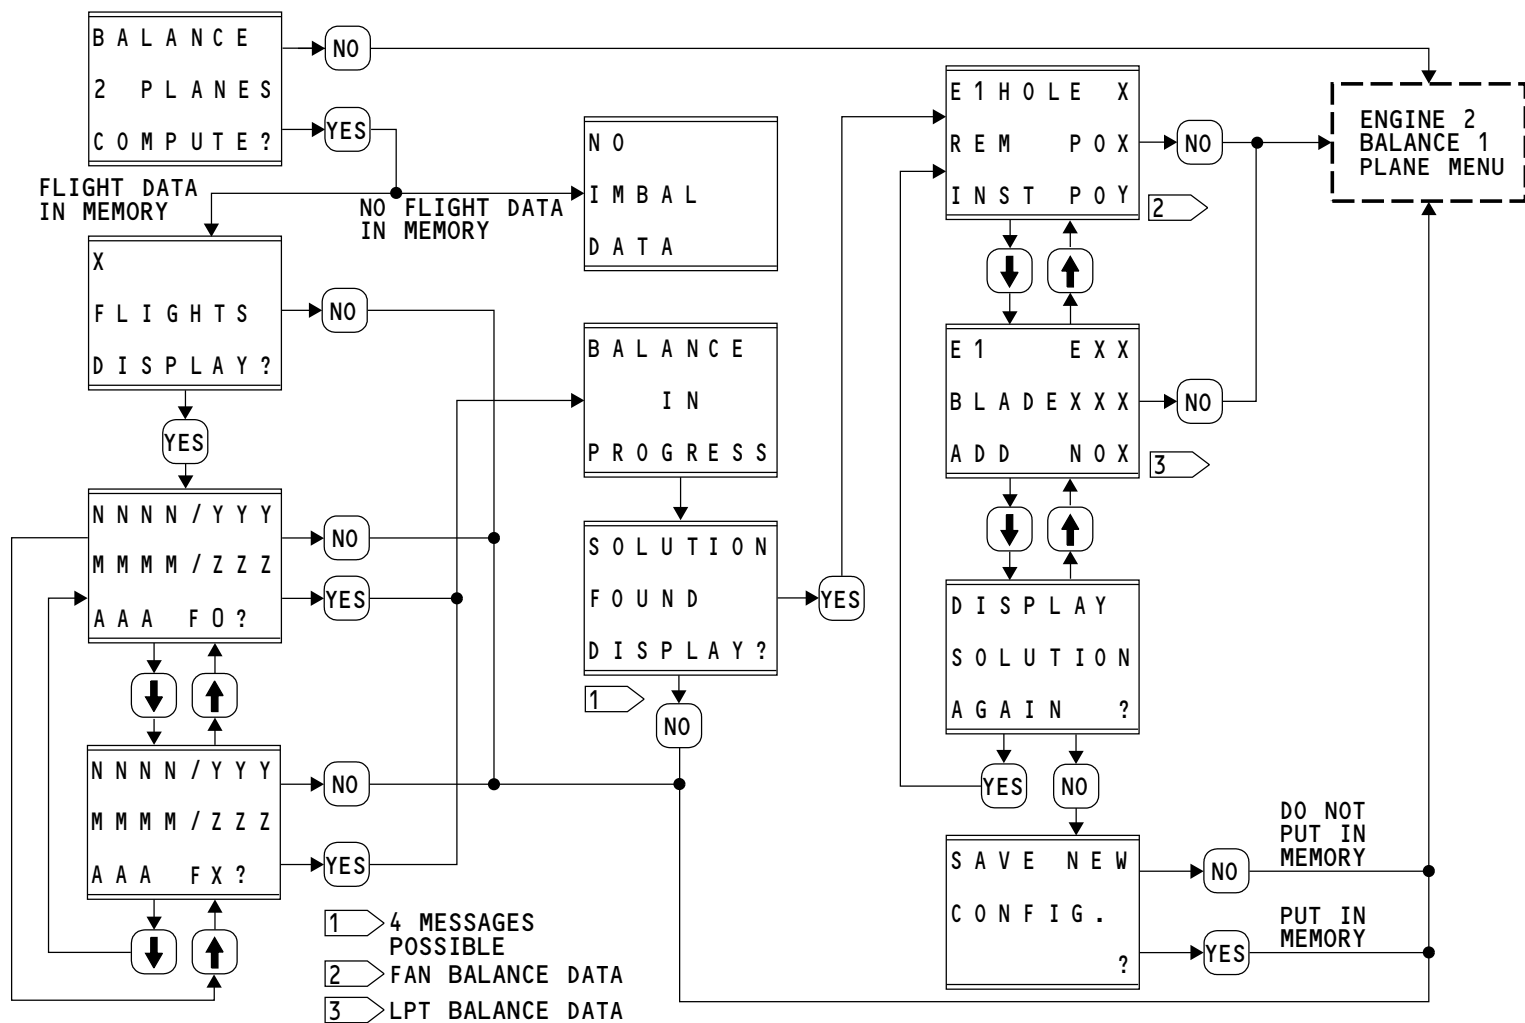 BALANCE
2 PLANES
COMPUTE?
NO
YES
FLIGHT DATA
IN MEMORY
NO FLIGHT DATA
IN MEMORY
NO
IMBAL
DATA
X
FLIGHTS
DISPLAY?
NO
YES
NNNN/YYY
MMMM/ZZZ
AAA F0?
NO
YES
NNNN/YYY
MMMM/ZZZ
AAA FX?
NO
YES
BALANCE
IN
PROGRESS
SOLUTION
FOUND
DISPLAY?
1
YES
NO
E1HOLE X
REM POX
INST POY
2
NO
E1 EXX
BLADEXXX
ADD NOX
3
NO
DISPLAY
SOLUTION
AGAIN ?
YES
NO
SAVE NEW
CONFIG.
?
NO
YES
DO NOT
PUT IN
MEMORY
PUT IN
MEMORY
ENGINE 2
BALANCE 1
PLANE MENU
1 4 MESSAGES
POSSIBLE
2 FAN BALANCE DATA
3 LPT BALANCE DATA